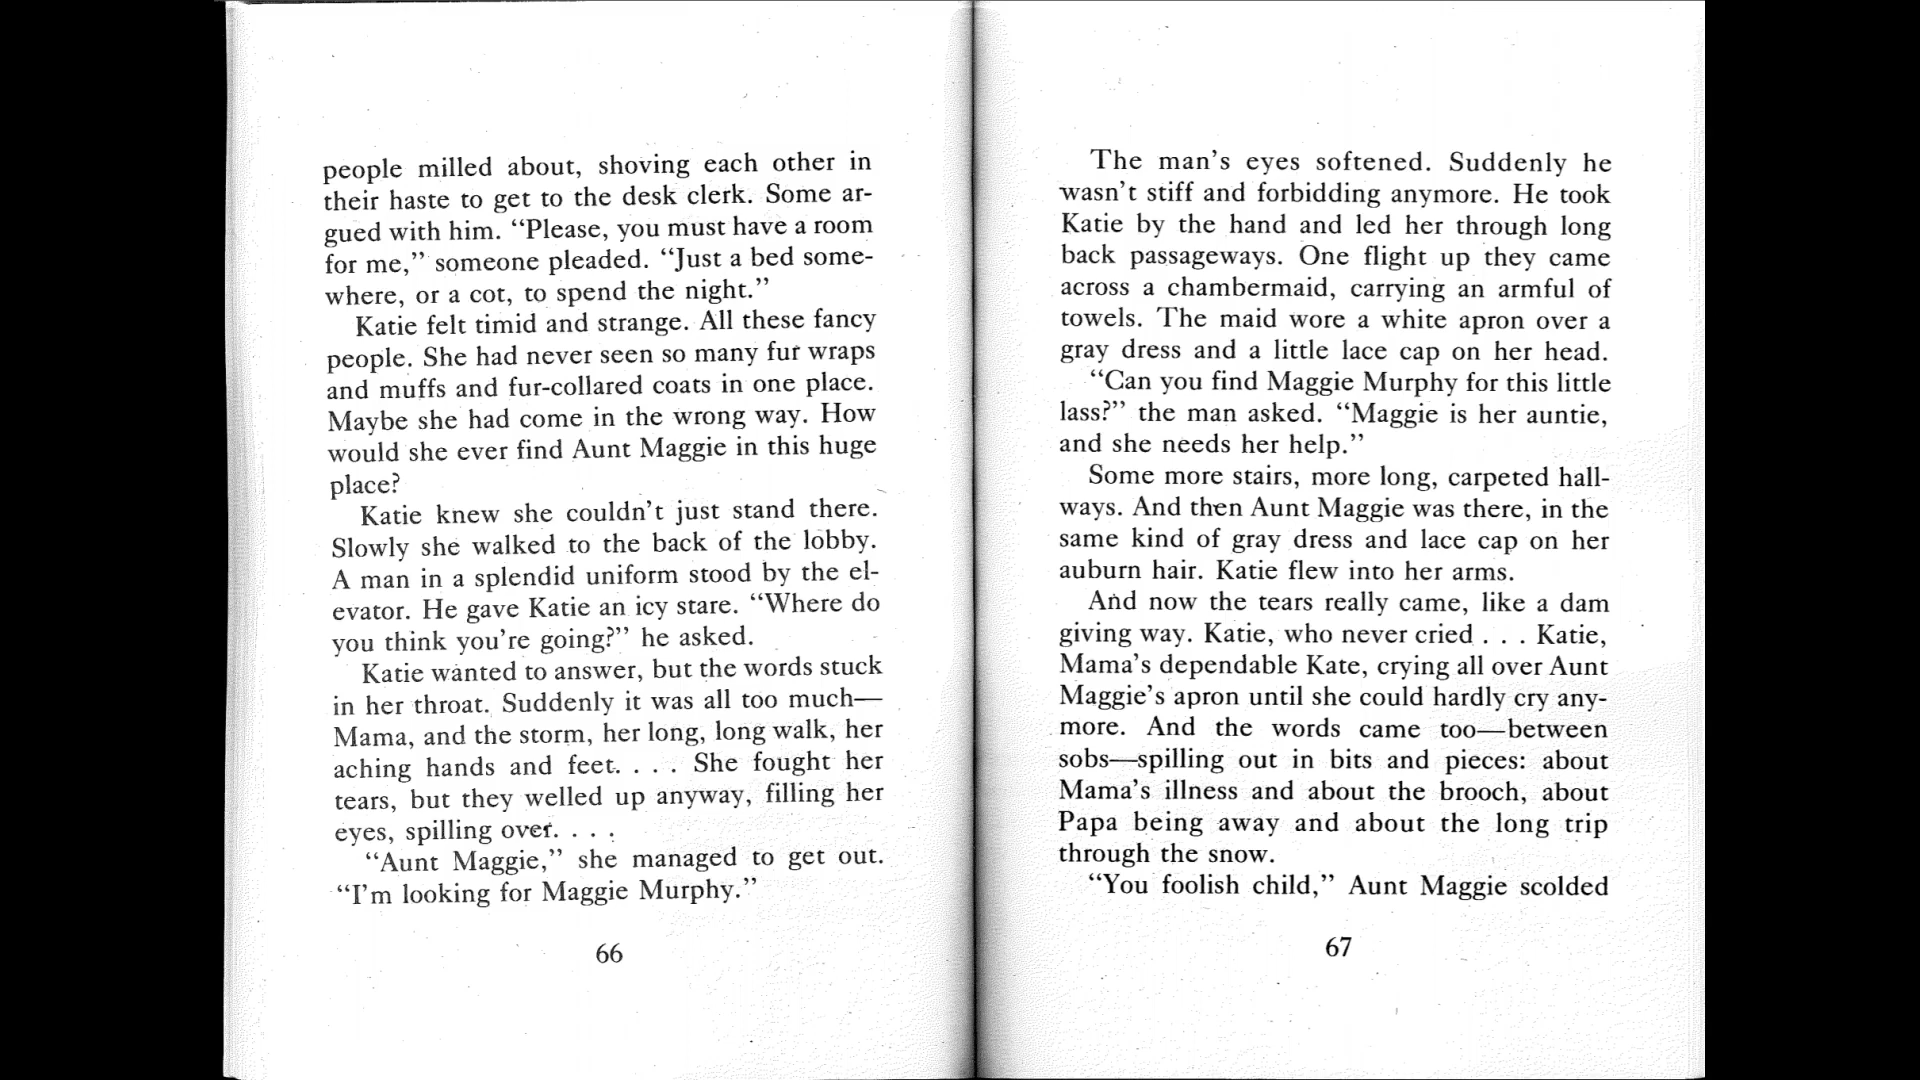 people milled about, shoving each other in
their haste to get to the desk clerk. Some ar-
gued with him. “Please, you must have a room
for me,” someone pleaded. “Just a bed some-
where, or a cot, to spend the night.”
Katie felt timid and strange. All these fancy
people. She had never seen so many fur wraps
and muffs and fur-collared coats in one place.
Maybe she had come in the wrong way. How
would she ever find Aunt Maggie in this huge
place?
Katie knew she couldn’t just stand there.
Slowly she walked to the back of the lobby.
A man in a splendid uniform stood by the el-
evator. He gave Katie an icy stare. “Where do
you think you’re going?” he asked.
Katie wanted to answer, but the words stuck
in her throat. Suddenly it was all too much—
Mama, and the storm, her long, long walk, her
aching hands and feet. . . . She fought her
tears, but they welled up anyway, filling her
eyes, spilling over. . . .
“Aunt Maggie,” she managed to get out.
“I’m looking for Maggie Murphy.”
66
The man’s eyes softened. Suddenly he
wasn’t stiff and forbidding anymore. He took
Katie by the hand and led her through long
back passageways. One flight up they came
across a chambermaid, carrying an armful of
towels. The maid wore a white apron over a
gray dress and a little lace cap on her head.
“Can you find Maggie Murphy for this little
lass?” the man asked. “Maggie is her auntie,
and she needs her help.”
Some more stairs, more long, carpeted hall-
ways. And then Aunt Maggie was there, in the
same kind of gray dress and lace cap on her
auburn hair. Katie flew into her arms.
And now the tears really came, like a dam
giving way. Katie, who never cried . . . Katie,
Mama’s dependable Kate, crying all over Aunt
Maggie’s apron until she could hardly cry any-
more. And the words came too—between
sobs—spilling out in bits and pieces: about
Mama’s illness and about the brooch, about
Papa being away and about the long trip
through the snow.
“You foolish child,” Aunt Maggie scolded
67